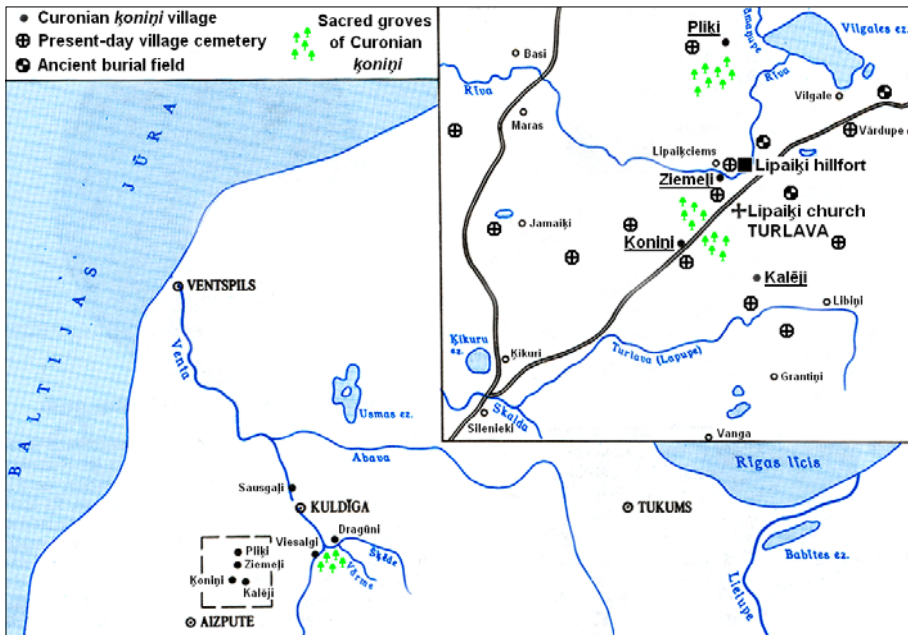 Curonian ķoniņi village
Present-day village cemetery
Ancient burial field
Sacred groves
of Curonian
ķoniņi
BALTIJAS JŪRA
VENTSPILS
Venta
Usmas ez.
Abava
Sausgaļi
KULDĪGA
Dragūni
Viesalgi
Šķēde
Vārme
Pliķi
Ziemeļi
Ķoniņi
Kalēji
AIZPUTE
TUKUMS
Rīgas līcis
Babītes ez.
Lielupe
Pliķi
Vilgales ez.
Basi
Rīva
Rīva
Maras
Vilgale
Vārdupe
Lipaiķciems
Lipaiķi hillfort
Ziemeļi
Lipaiķi church
TURLAVA
Jamaiķi
Konini
Kalēji
Libiņi
Ķikuru
ez.
Ķikuri
Turlava (Lapupe)
Grantiņi
Skalda
Silenieki
Vanga